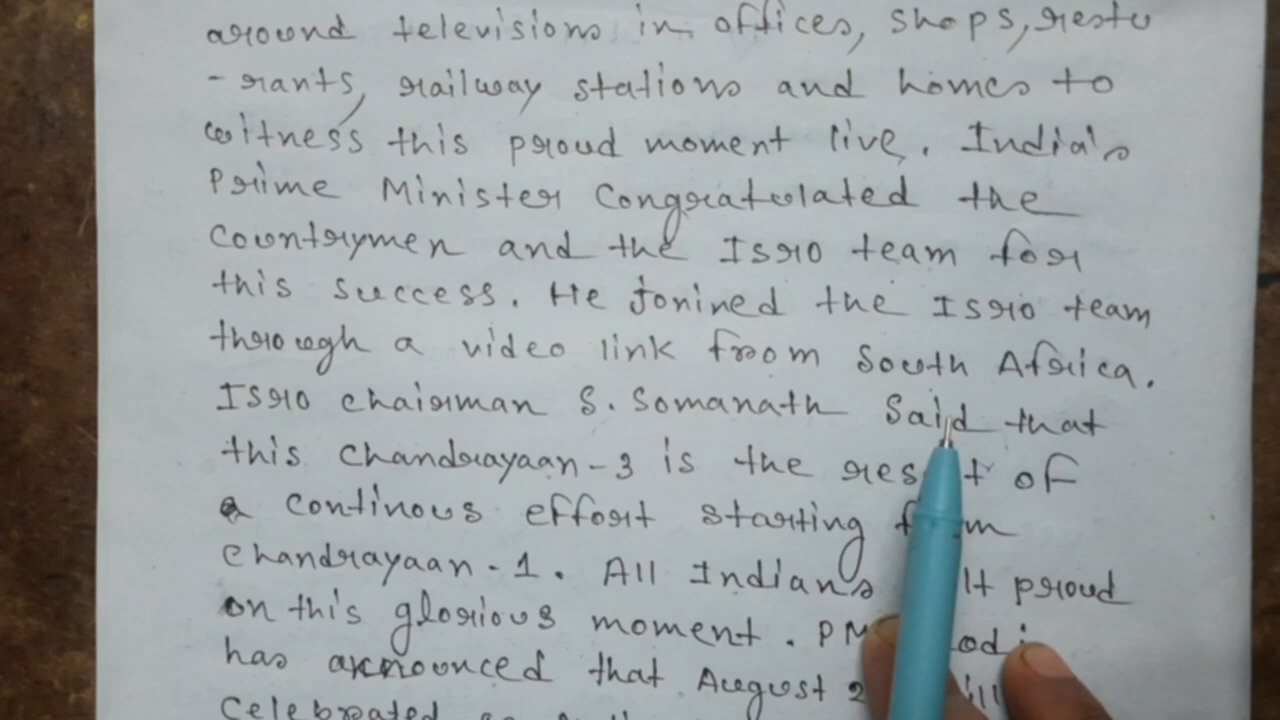 around televisions in offices, shops, restu
-rants, railway stations and homes to
witness this proud moment live. India's
Prime Minister Congratulated the
Countrymen and the Isro team for
this success. He Jonined the Isro team
through a video link from South Africa.
Isro chairman S. Somanath Said that
this Chandrayaan-3 is the of
a continous effort starting
Chandrayaan-1. All Indians proud
on this glorious moment. PM
has announced that August
Celebrated